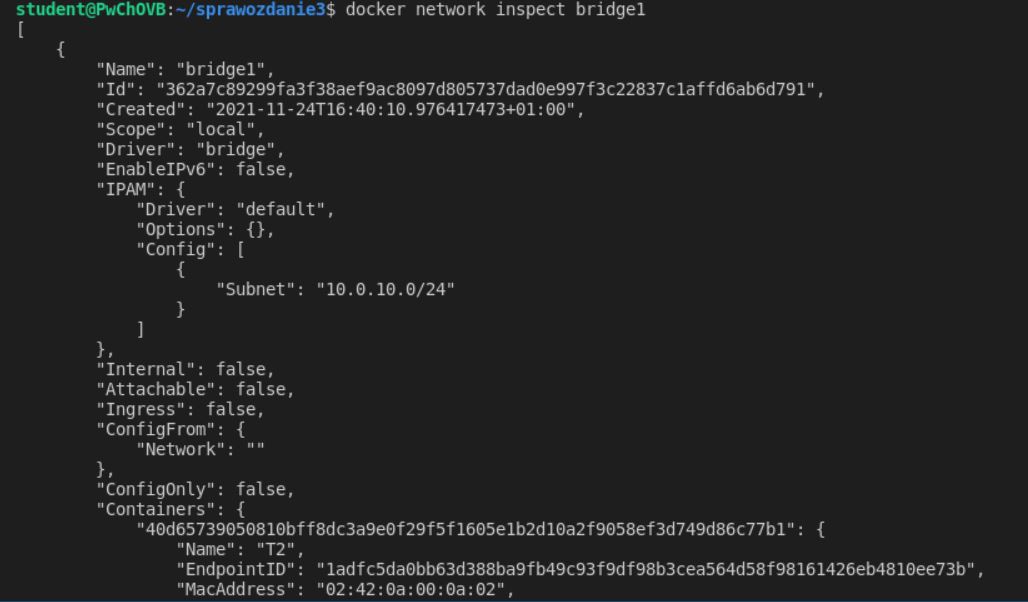 student@PwChOVB:~/sprawozdanie3$ docker network inspect bridge1
[
    {
        "Name": "bridge1",
        "Id": "362a7c89299fa3f38aef9ac8097d805737dad0e997f3c22837c1affd6ab6d791",
        "Created": "2021-11-24T16:40:10.976417473+01:00",
        "Scope": "local",
        "Driver": "bridge",
        "EnableIPv6": false,
        "IPAM": {
            "Driver": "default",
            "Options": {},
            "Config": [
                {
                    "Subnet": "10.0.10.0/24"
                }
            ]
        },
        "Internal": false,
        "Attachable": false,
        "Ingress": false,
        "ConfigFrom": {
            "Network": ""
        },
        "ConfigOnly": false,
        "Containers": {
            "40d65739050810bff8dc3a9e0f29f5f1605e1b2d10a2f9058ef3d749d86c77b1": {
                "Name": "T2",
                "EndpointID": "1adfc5da0bb63d388ba9fb49c93f9df98b3cea564d58f98161426eb4810ee73b",
                "MacAddress": "02:42:0a:00:0a:02",